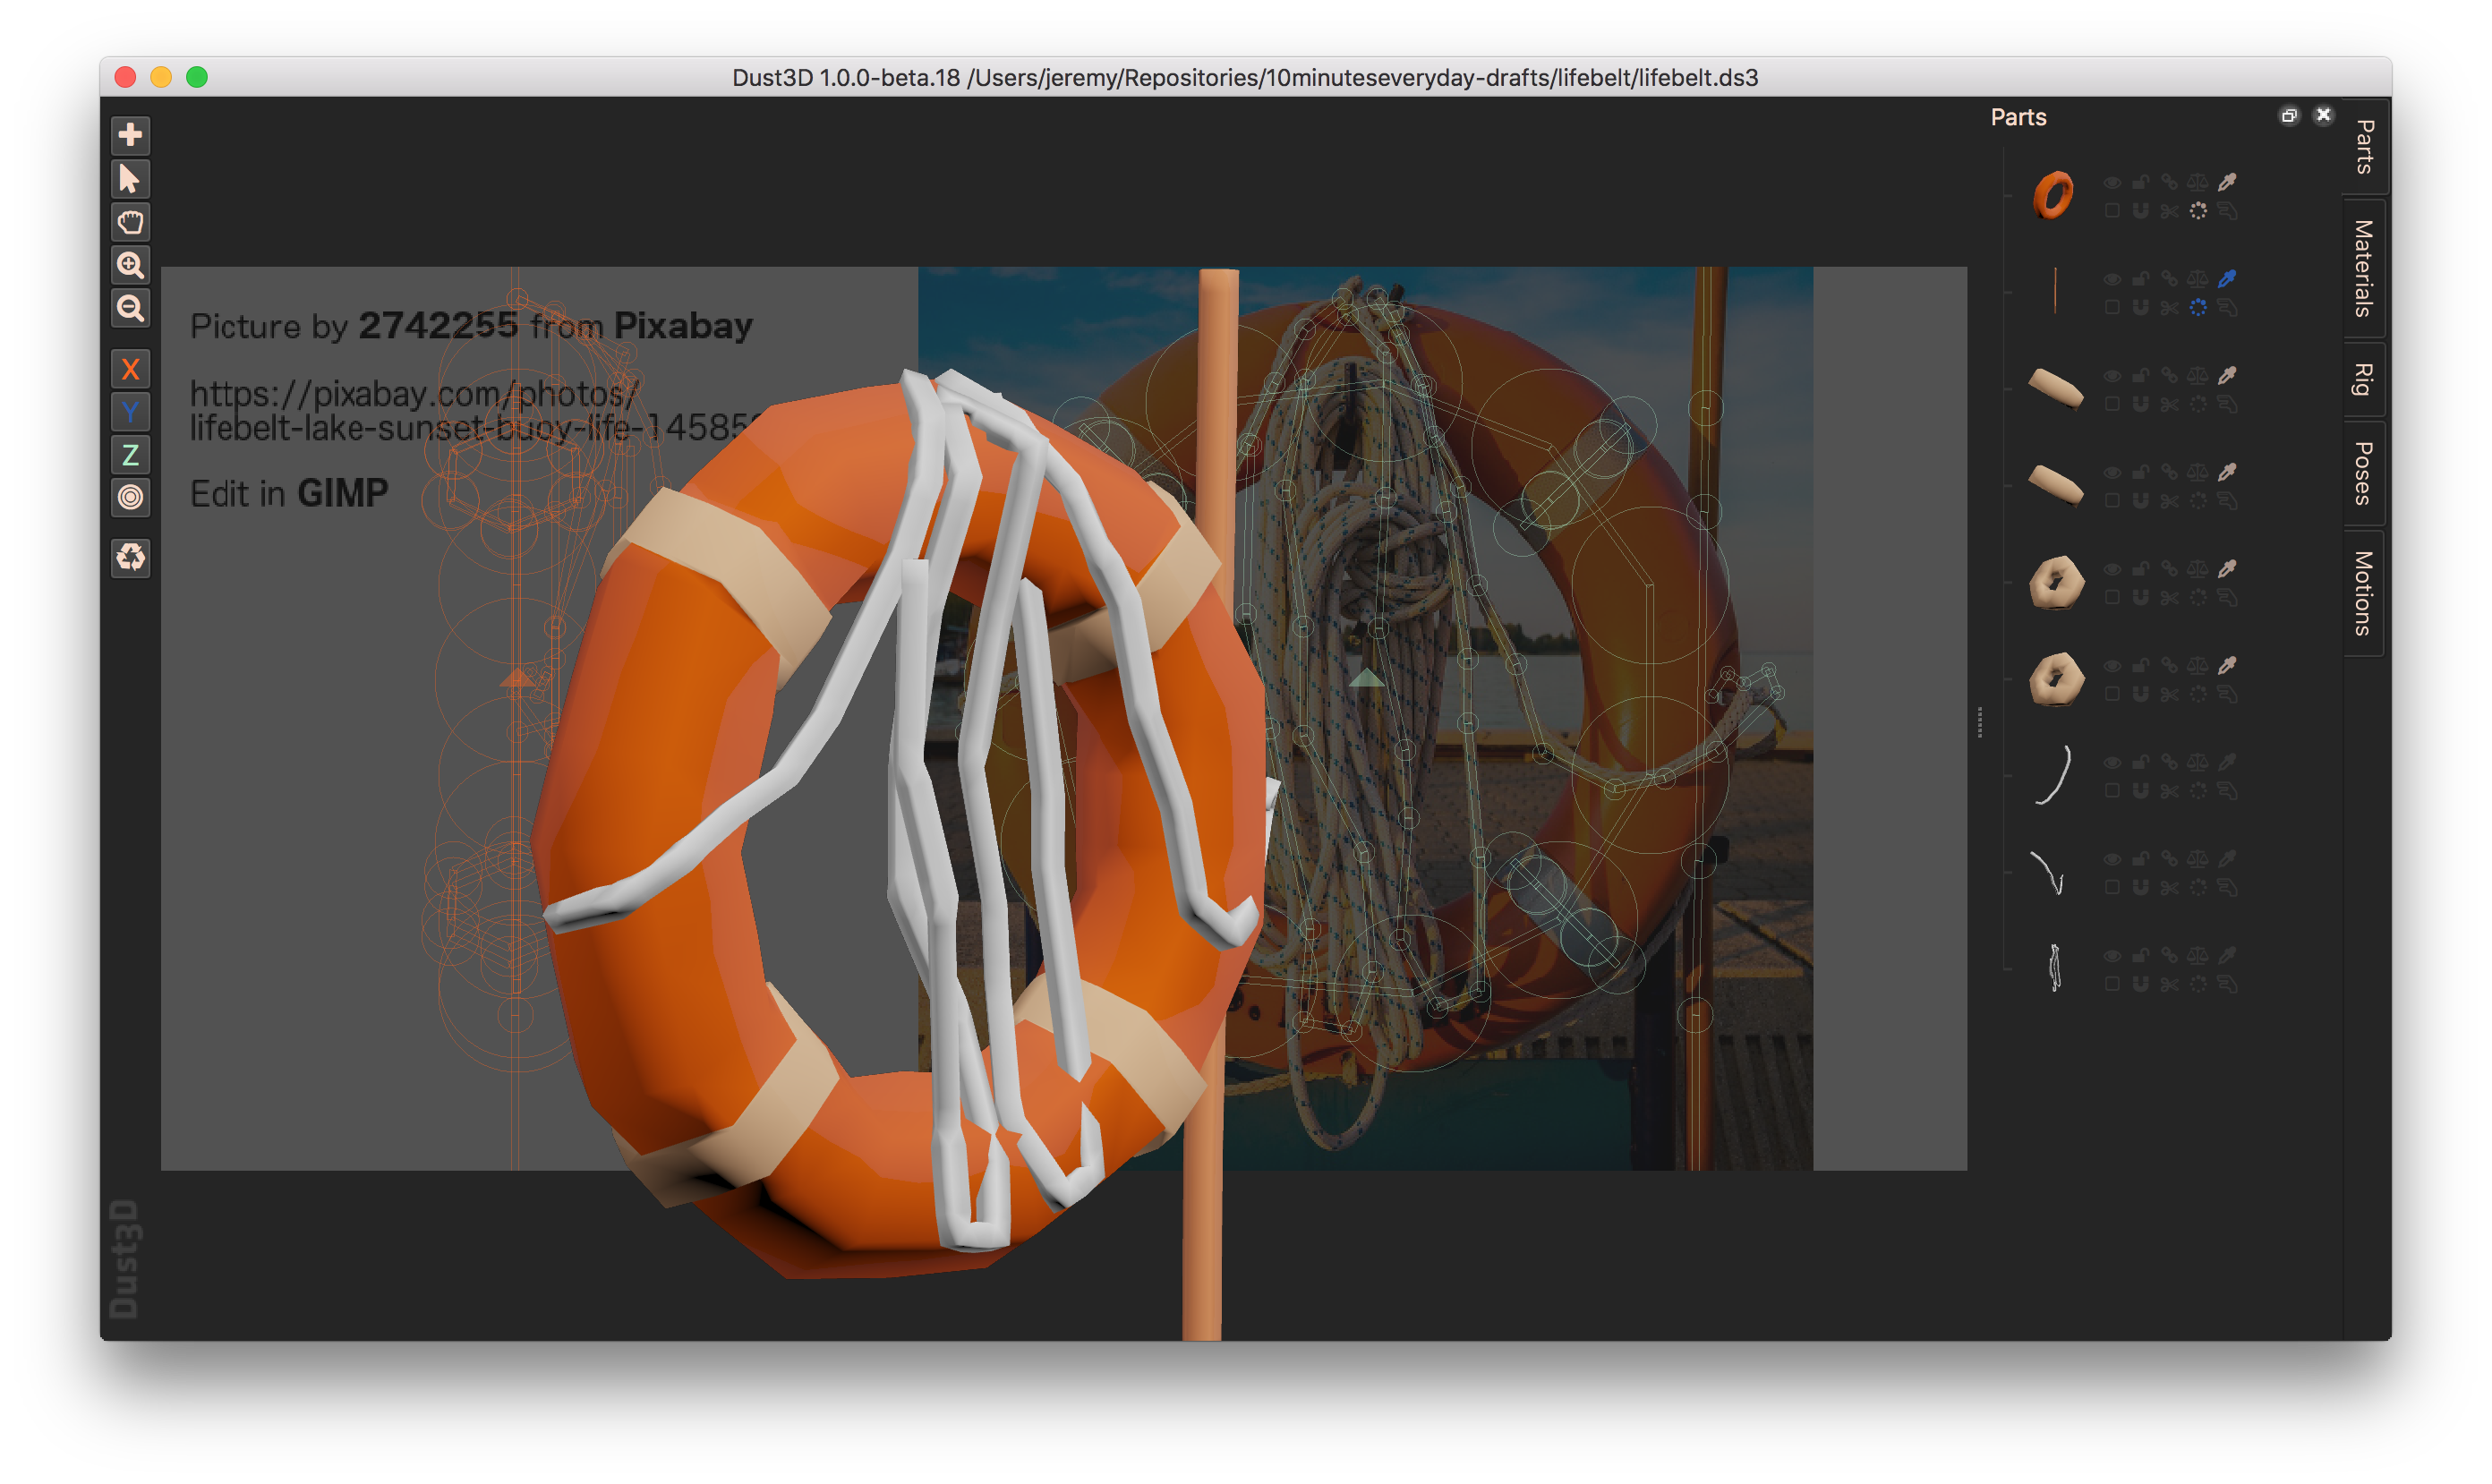 Dust3D 1.0.0-beta.18 /Users/jeremy/Repositories/10minuteseveryday-drafts/lifebelt/lifebelt.ds3
X
Y
Z
Dust3D
Picture by 2742255 from Pixabay
https://pixabay.com/photos/
lifebelt-lake-sunset-buoy-life-14585
Edit in GIMP
Parts
Parts
Materials
Rig
Poses
Motions